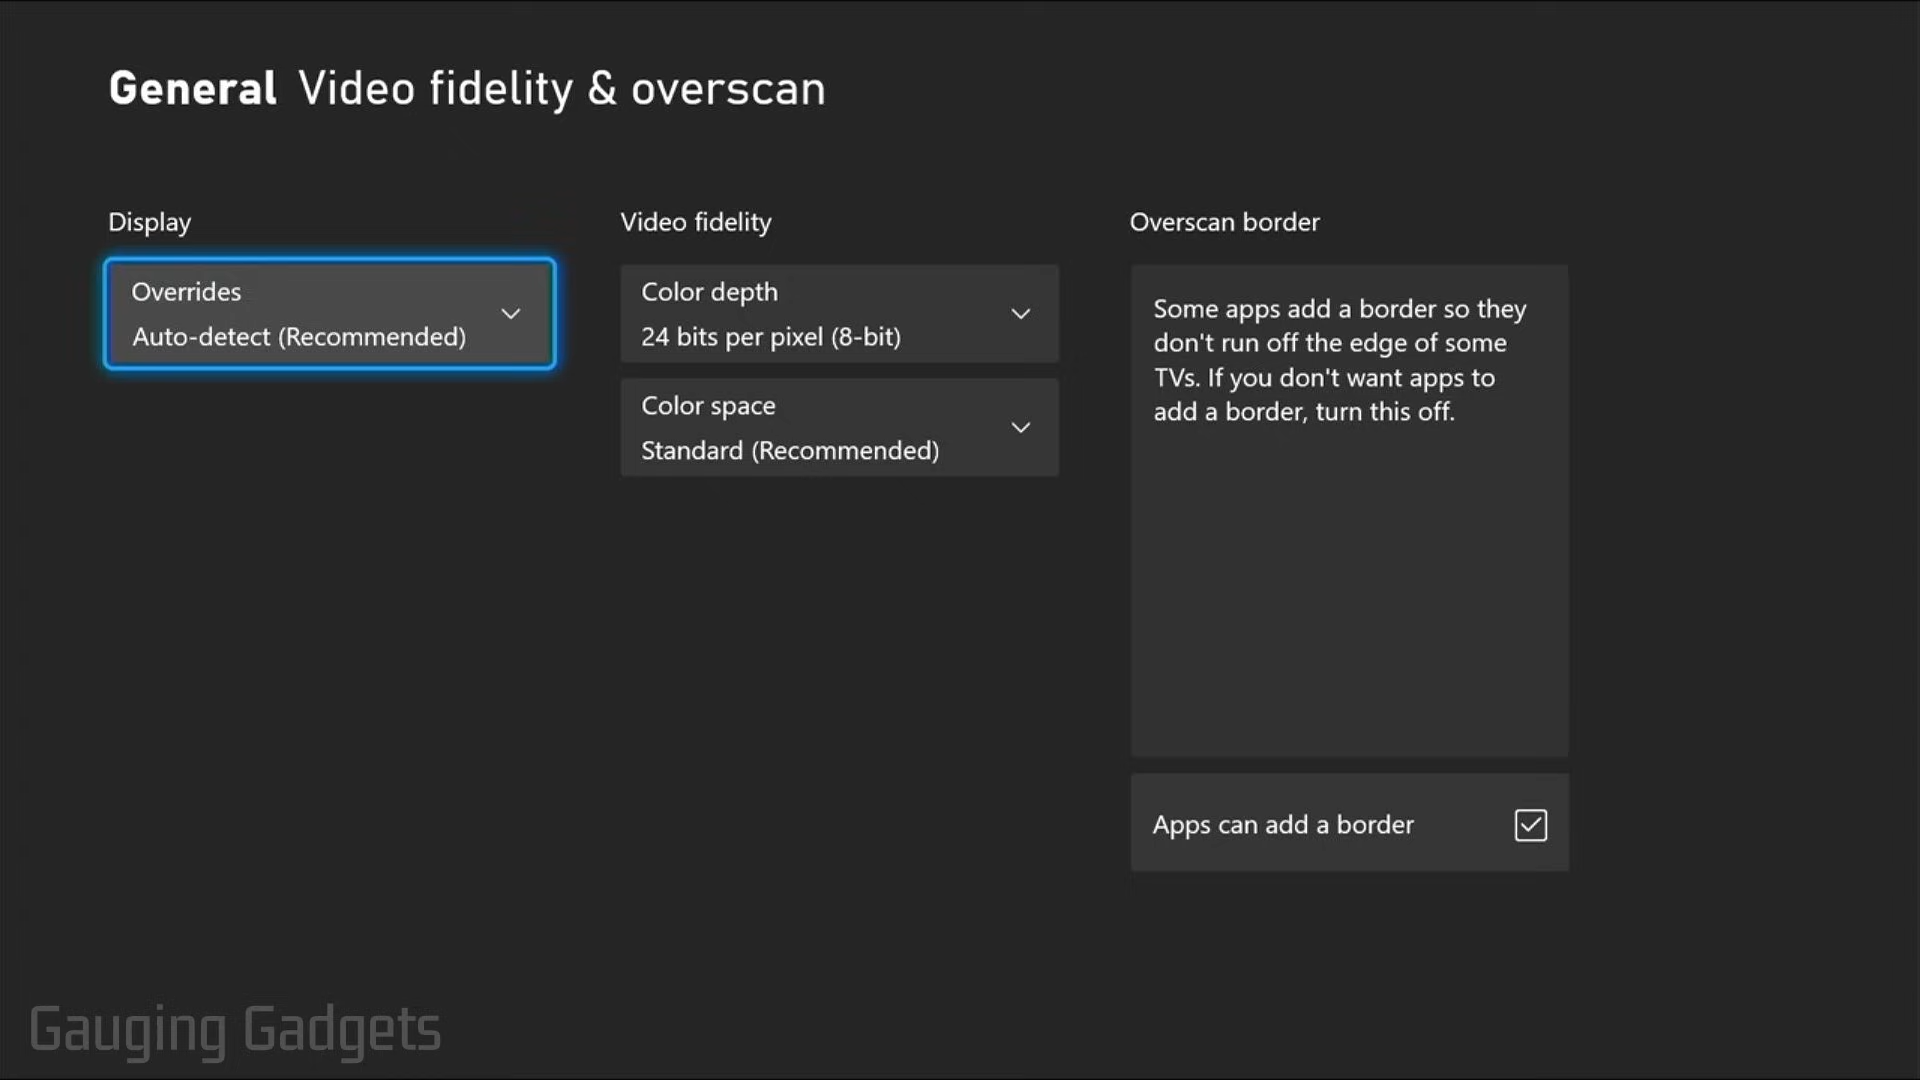 General Video fidelity & overscan
Display
Overrides
Auto-detect (Recommended)
Video fidelity
Color depth
24 bits per pixel (8-bit)
Color space
Standard (Recommended)
Overscan border
Some apps add a border so they
don't run off the edge of some
TVs. If you don't want apps to
add a border, turn this off.
Apps can add a border
Gauging Gadgets